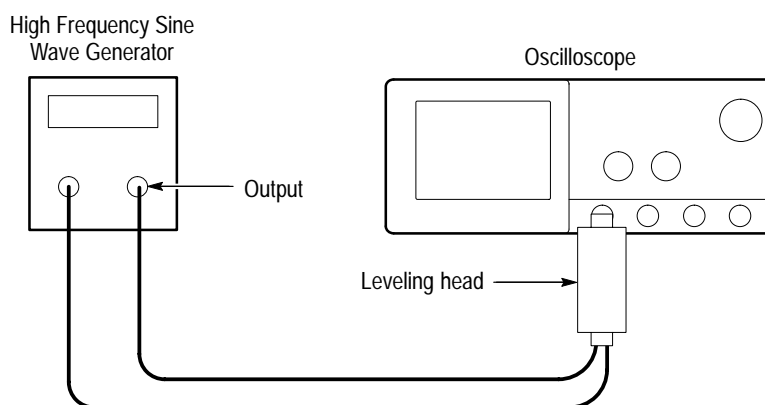 High Frequency Sine
Wave Generator
Oscilloscope
Output
Leveling head